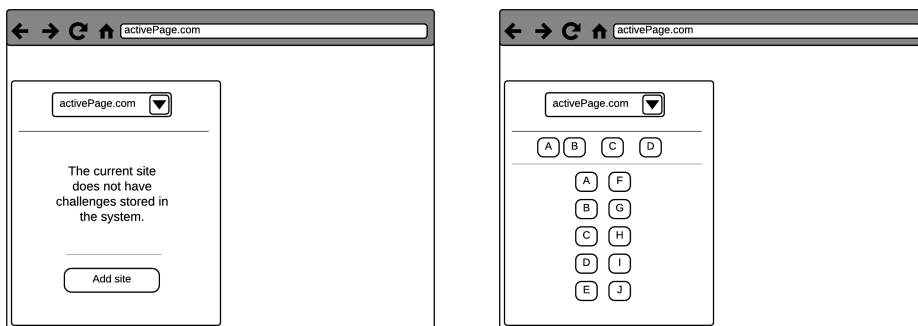 activePage.com
activePage.com
The current site
does not have
challenges stored in
the system.
Add site
activePage.com
activePage.com
A B C D
A F
B G
C H
D I
E J